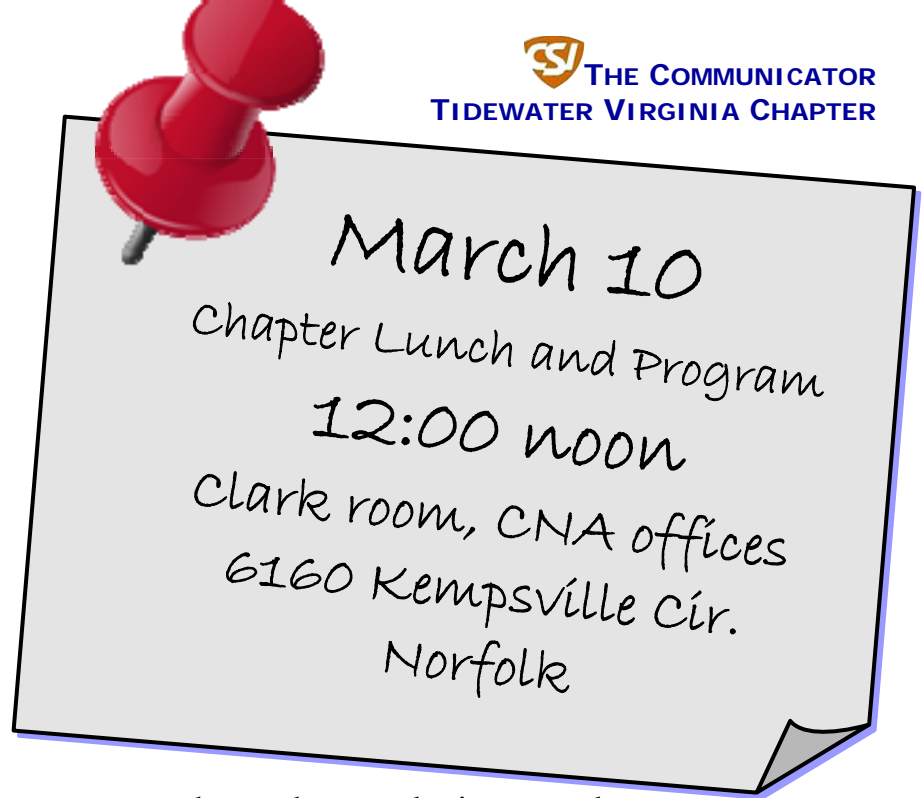 CSI THE COMMUNICATOR
TIDEWATER VIRGINIA CHAPTER
March 10
Chapter Lunch and Program
12:00 noon
Clark room, CNA offices
6160 Kempsville Cir.
Norfolk